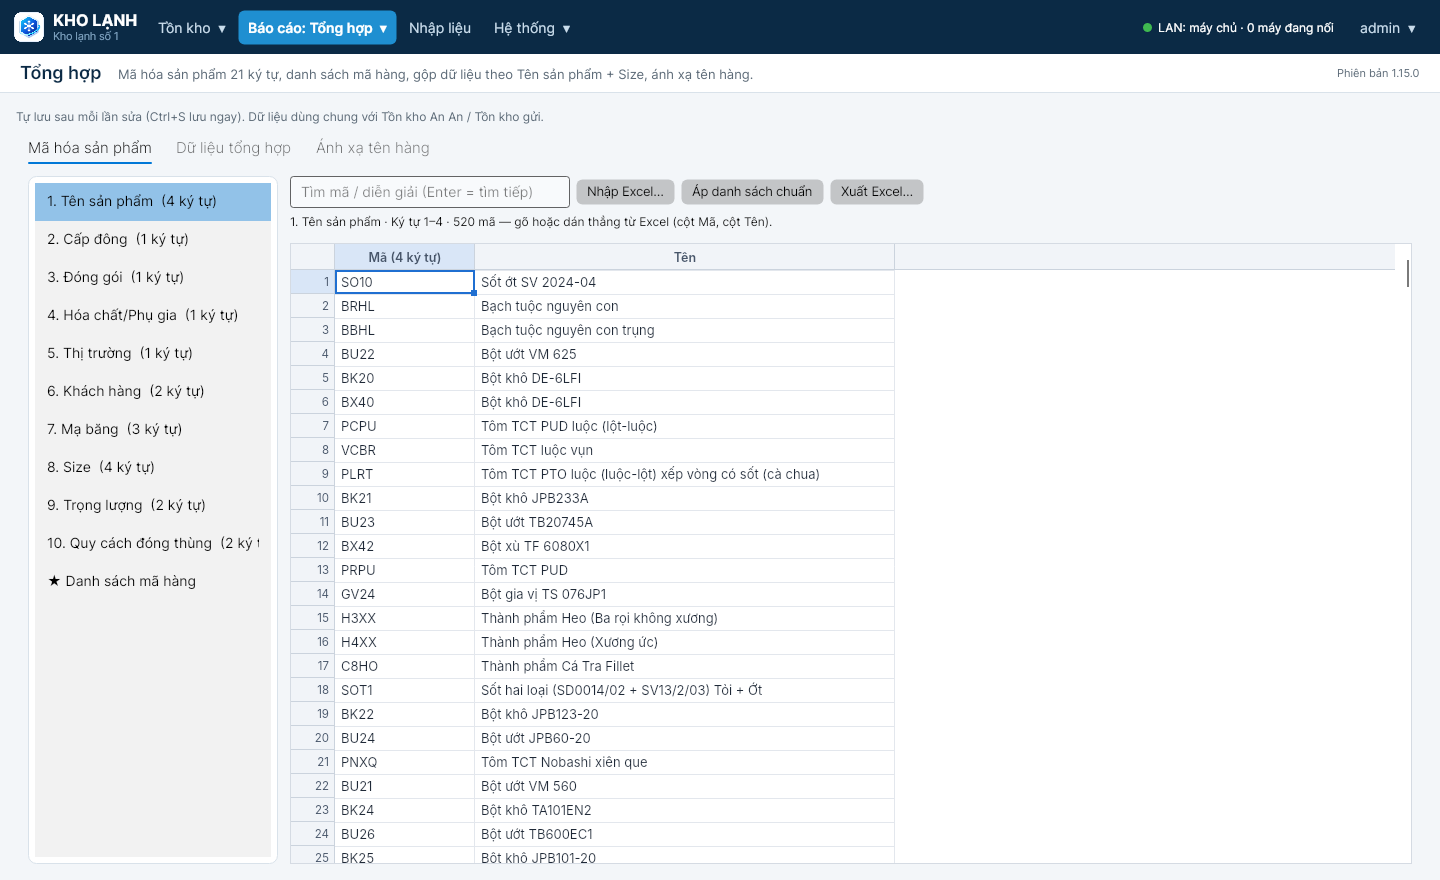 KHO LẠNH
Kho lạnh số 1
Tồn kho ▾
Báo cáo: Tổng hợp ▾
Nhập liệu
Hệ thống ▾
LAN: máy chủ · 0 máy đang nối
admin ▾
Tổng hợp
Mã hóa sản phẩm 21 ký tự, danh sách mã hàng, gộp dữ liệu theo Tên sản phẩm + Size, ánh xạ tên hàng.
Phiên bản 1.15.0
Tự lưu sau mỗi lần sửa (Ctrl+S lưu ngay). Dữ liệu dùng chung với Tồn kho An An / Tồn kho gửi.
Mã hóa sản phẩm
Dữ liệu tổng hợp
Ánh xạ tên hàng
1. Tên sản phẩm (4 ký tự)
2. Cấp đông (1 ký tự)
3. Đóng gói (1 ký tự)
4. Hóa chất/Phụ gia (1 ký tự)
5. Thị trường (1 ký tự)
6. Khách hàng (2 ký tự)
7. Mạ băng (3 ký tự)
8. Size (4 ký tự)
9. Trọng lượng (2 ký tự)
10. Quy cách đóng thùng (2 ký t
★ Danh sách mã hàng
Tìm mã / diễn giải (Enter = tìm tiếp)
Nhập Excel...
Áp danh sách chuẩn
Xuất Excel...
1. Tên sản phẩm · Ký tự 1–4 · 520 mã — gõ hoặc dán thẳng từ Excel (cột Mã, cột Tên).
Mã (4 ký tự) Tên
1 SO10 Sốt ớt SV 2024-04
2 BRHL Bạch tuộc nguyên con
3 BBHL Bạch tuộc nguyên con trụng
4 BU22 Bột ướt VM 625
5 BK20 Bột khô DE-6LFI
6 BX40 Bột khô DE-6LFI
7 PCPU Tôm TCT PUD luộc (lột-luộc)
8 VCBR Tôm TCT luộc vụn
9 PLRT Tôm TCT PTO luộc (luộc-lột) xếp vòng có sốt (cà chua)
10 BK21 Bột khô JPB233A
11 BU23 Bột ướt TB20745A
12 BX42 Bột xù TF 6080X1
13 PRPU Tôm TCT PUD
14 GV24 Bột gia vị TS 076JP1
15 H3XX Thành phẩm Heo (Ba rọi không xương)
16 H4XX Thành phẩm Heo (Xương ức)
17 C8HO Thành phẩm Cá Tra Fillet
18 SOT1 Sốt hai loại (SD0014/02 + SV13/2/03) Tỏi + Ớt
19 BK22 Bột khô JPB123-20
20 BU24 Bột ướt JPB60-20
21 PNXQ Tôm TCT Nobashi xiên que
22 BU21 Bột ướt VM 560
23 BK24 Bột khô TA101EN2
24 BU26 Bột ướt TB600EC1
25 BK25 Bột khô JPB101-20